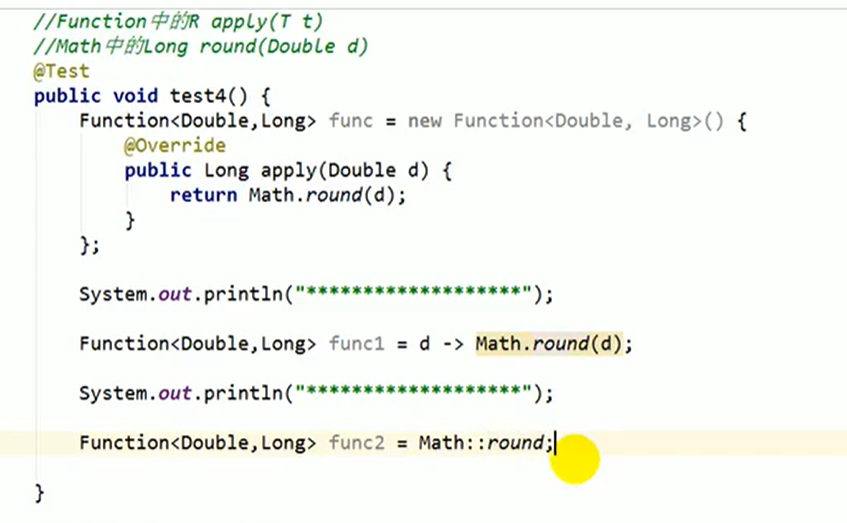 //Function中的R apply(T t)
//Math中的Long round(Double d)
@Test
public void test4() {
Function<Double,Long> func = new Function<Double, Long>() {
@Override
public Long apply(Double d) {
return Math.round(d);
}
};
System.out.println("*******************");
Function<Double,Long> func1 = d -> Math.round(d);
System.out.println("*******************");
Function<Double,Long> func2 = Math::round;
}